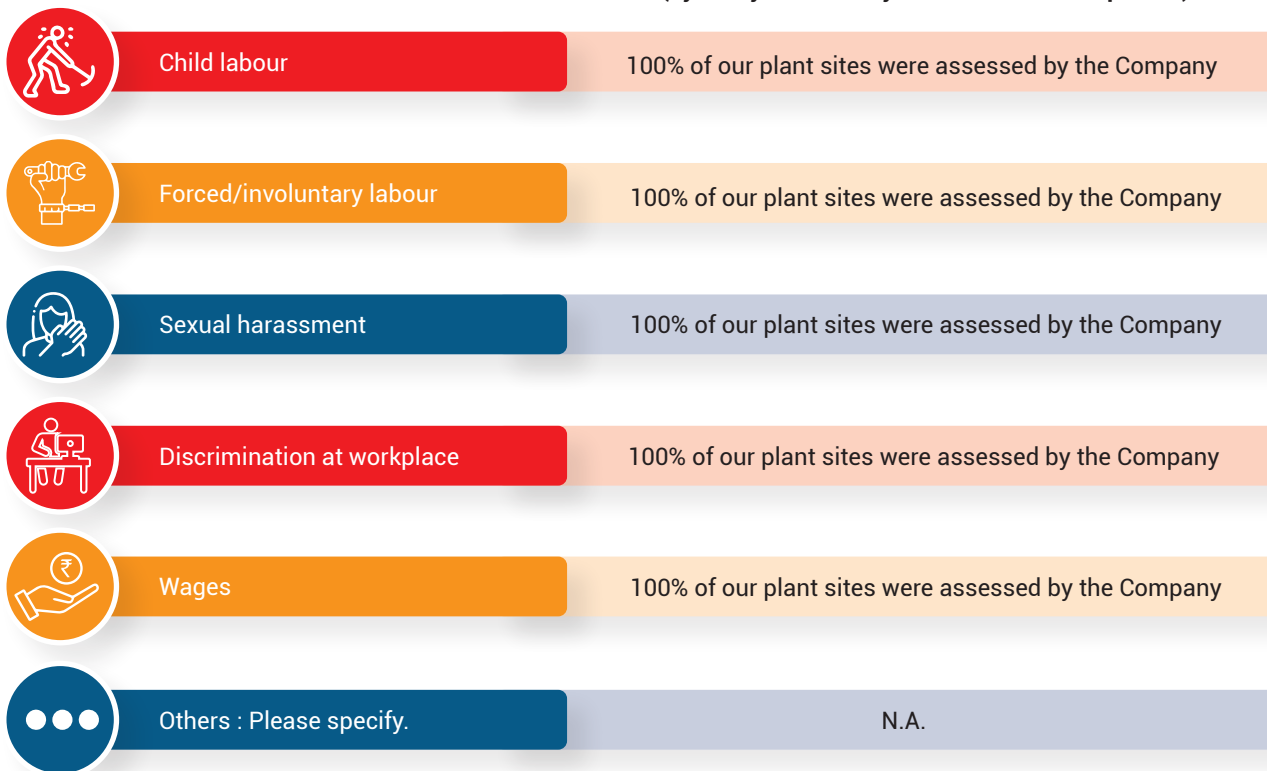 Child labour
100% of our plant sites were assessed by the Company
Forced/involuntary labour
100% of our plant sites were assessed by the Company
Sexual harassment
100% of our plant sites were assessed by the Company
Discrimination at workplace
100% of our plant sites were assessed by the Company
₹
Wages
100% of our plant sites were assessed by the Company
Others : Please specify.
N.A.